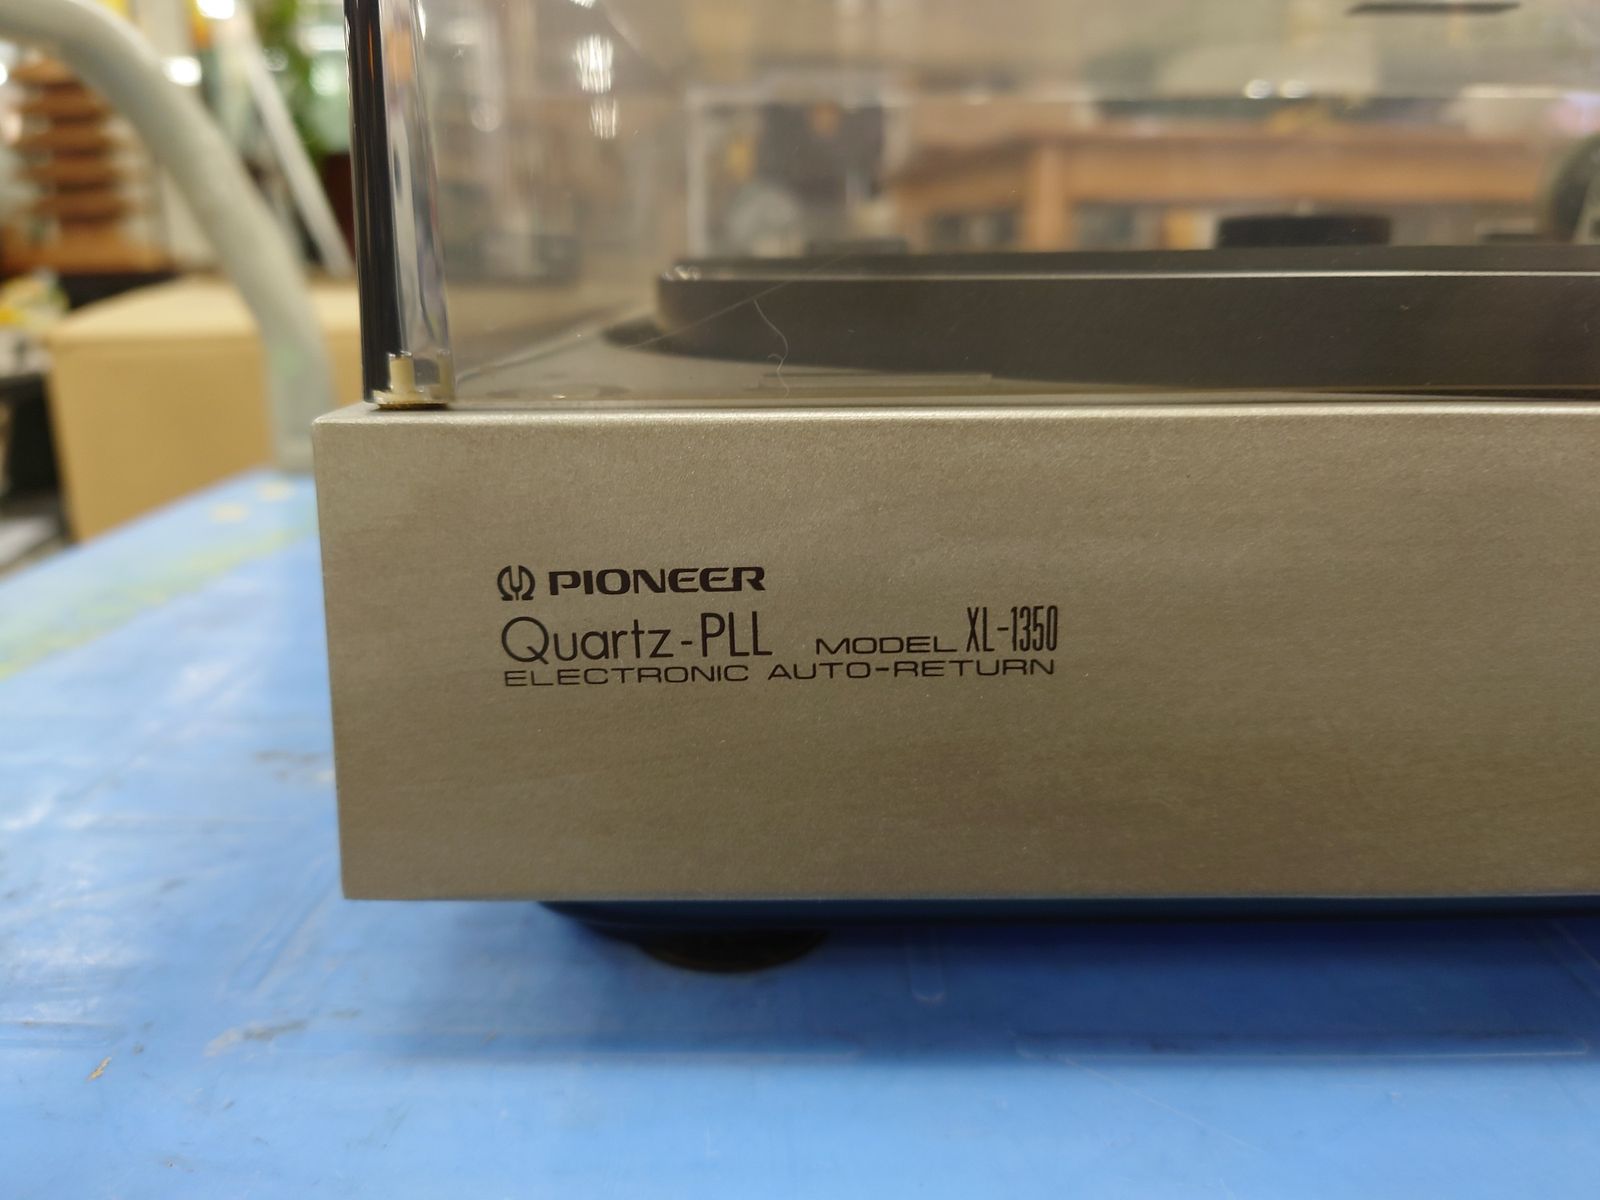 PIONEER
Quartz-PLL MODEL XL-1350
ELECTRONIC AUTO-RETURN